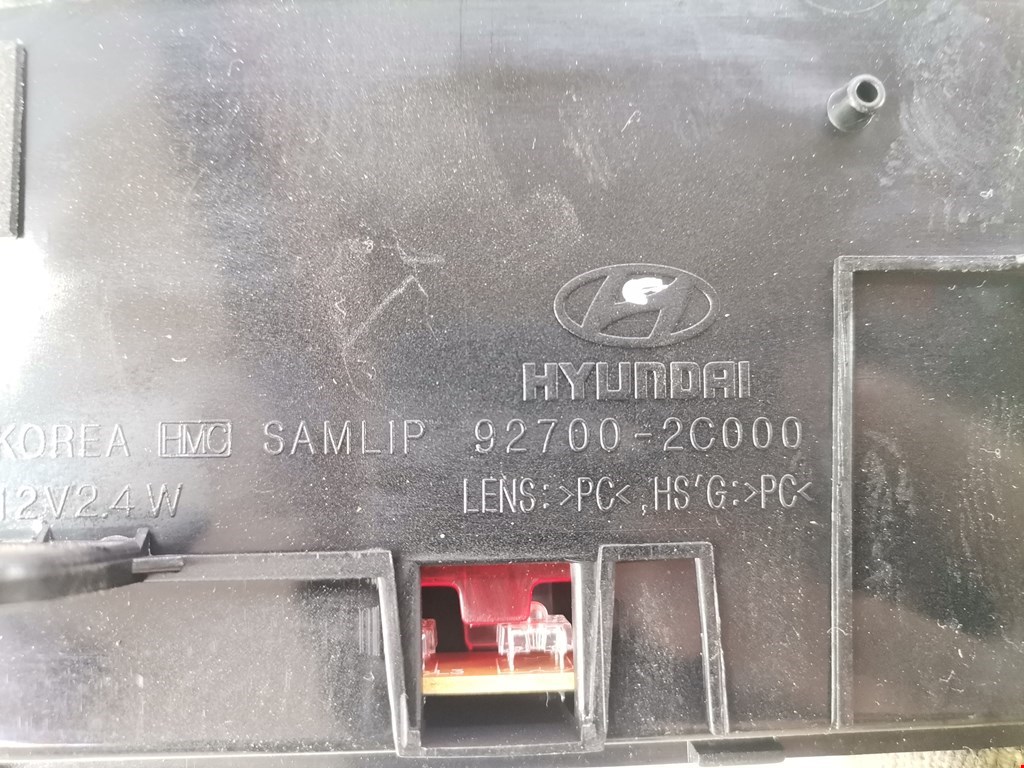 HYUNDAI
KOREA HMC SAMLIP 92700-2C000
12V2.4W LENS:>PC<,HS'G:>PC<